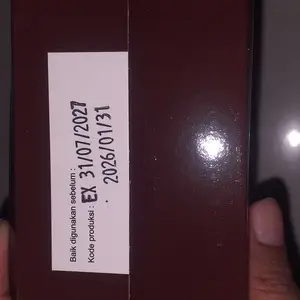 Baik digunakan sebelum : EX 31/07/2027
Kode produksi : 2026/01/31